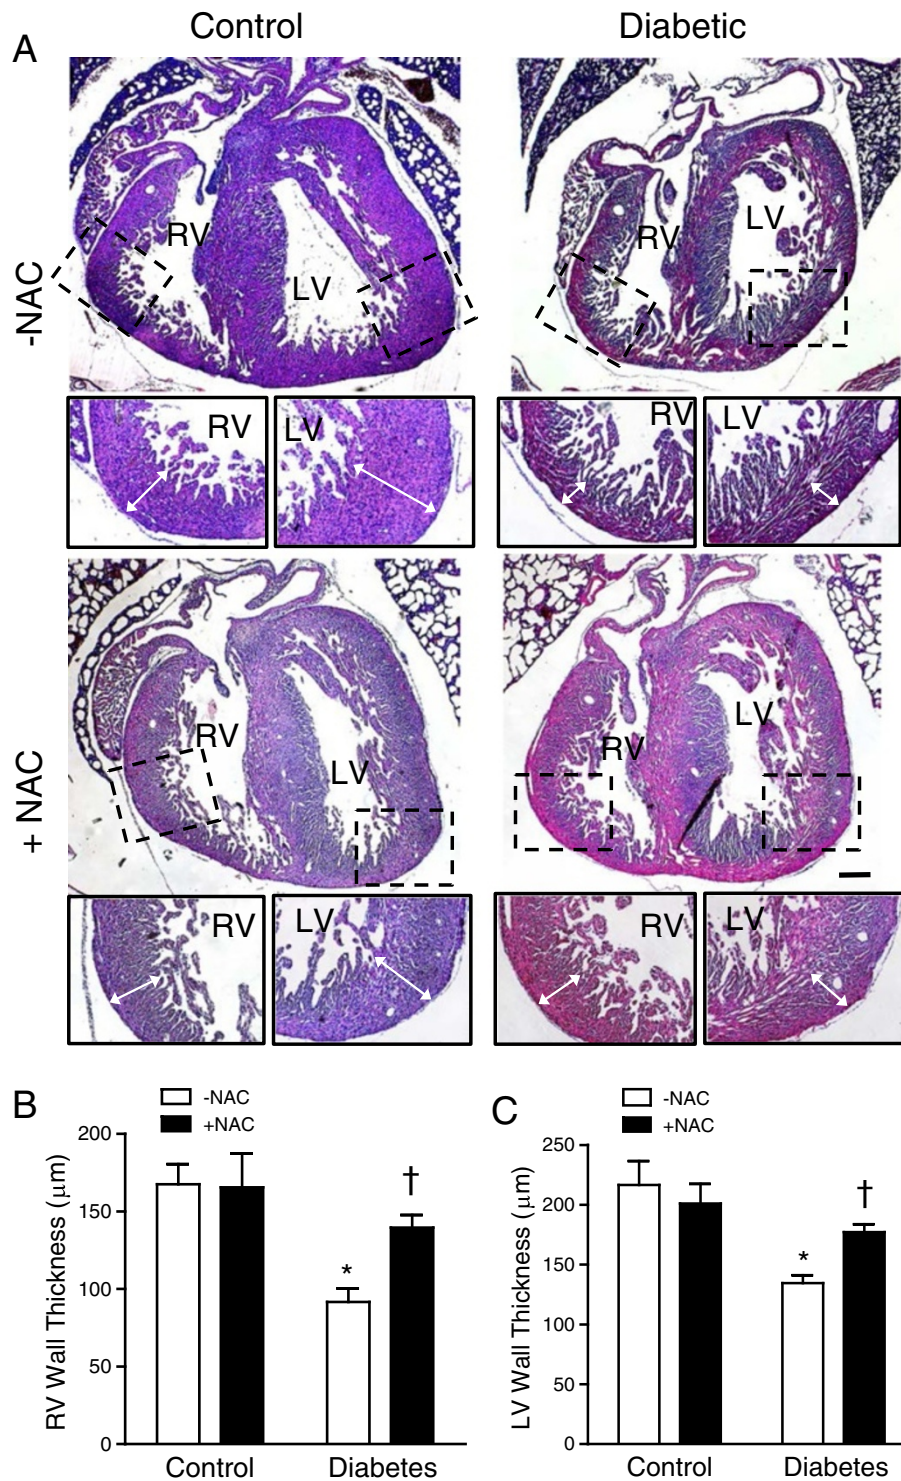 Control Diabetic
A
-NAC
RV LV
RV LV
RV LV RV LV
+ NAC
RV LV
RV LV
RV LV RV LV
B
-NAC
+NAC
RV Wall Thickness (μm)
200
150
100
50
0
*
†
Control Diabetes
C
-NAC
+NAC
LV Wall Thickness (μm)
250
200
150
100
50
0
*
†
Control Diabetes